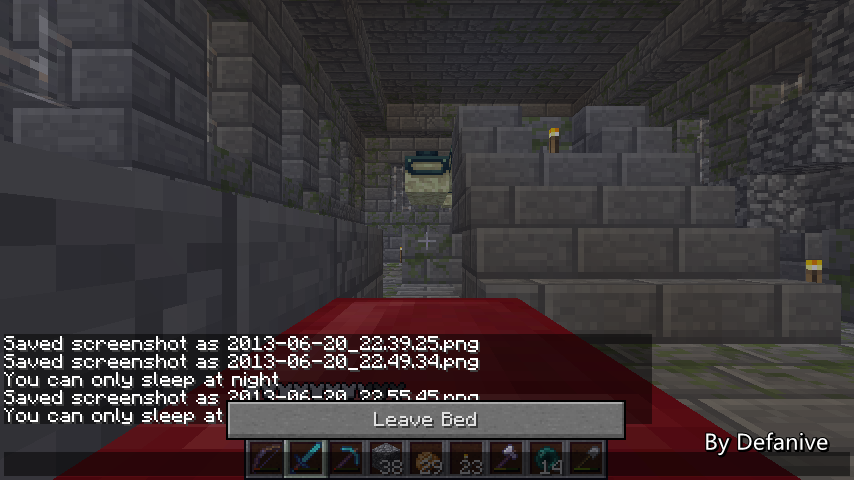 Saved screenshot as 2013-06-20_22.39.25.png
Saved screenshot as 2013-06-20_22.49.34.png
You can only sleep at night
Saved screenshot as 2013-06-20_22.55.45.png
You can only sleep at
Leave Bed
By Defanive
38 29 23 14